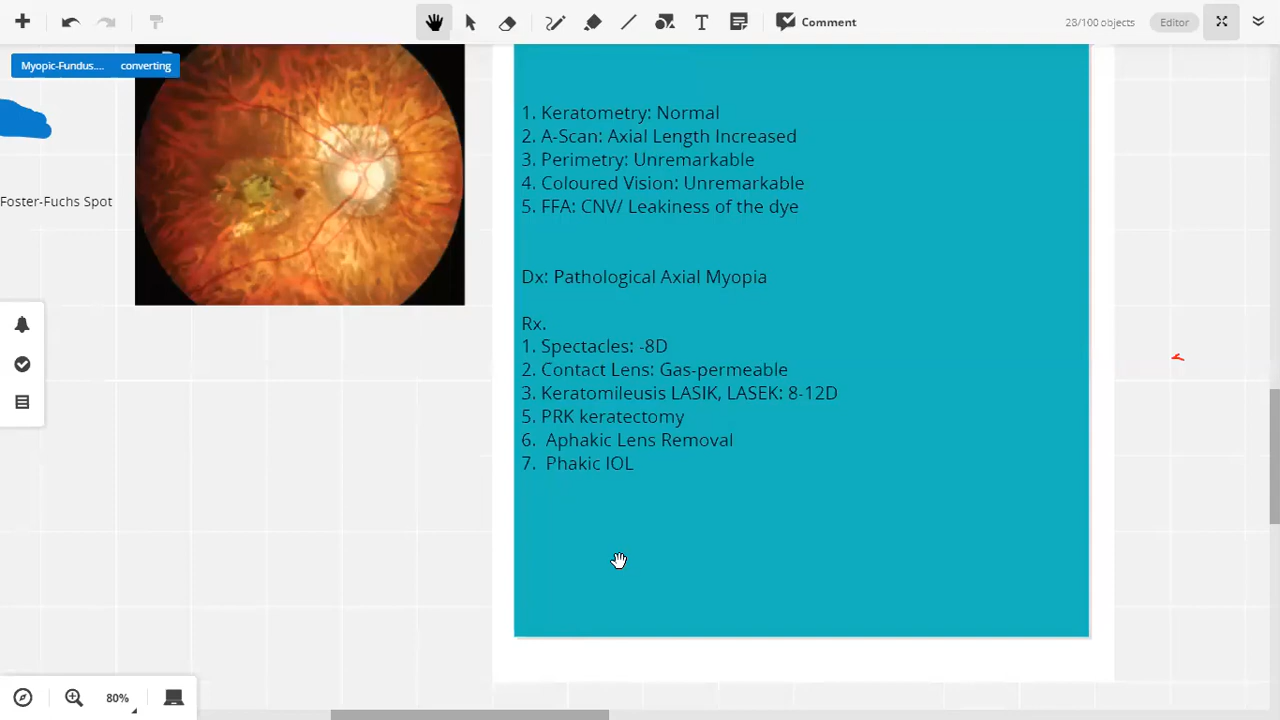 Comment
28/100 objects
Editor
Myopic-Fundus.... converting
Foster-Fuchs Spot
1. Keratometry: Normal
2. A-Scan: Axial Length Increased
3. Perimetry: Unremarkable
4. Coloured Vision: Unremarkable
5. FFA: CNV/ Leakiness of the dye
Dx: Pathological Axial Myopia
Rx.
1. Spectacles: -8D
2. Contact Lens: Gas-permeable
3. Keratomileusis LASIK, LASEK: 8-12D
5. PRK keratectomy
6. Aphakic Lens Removal
7. Phakic IOL
80%